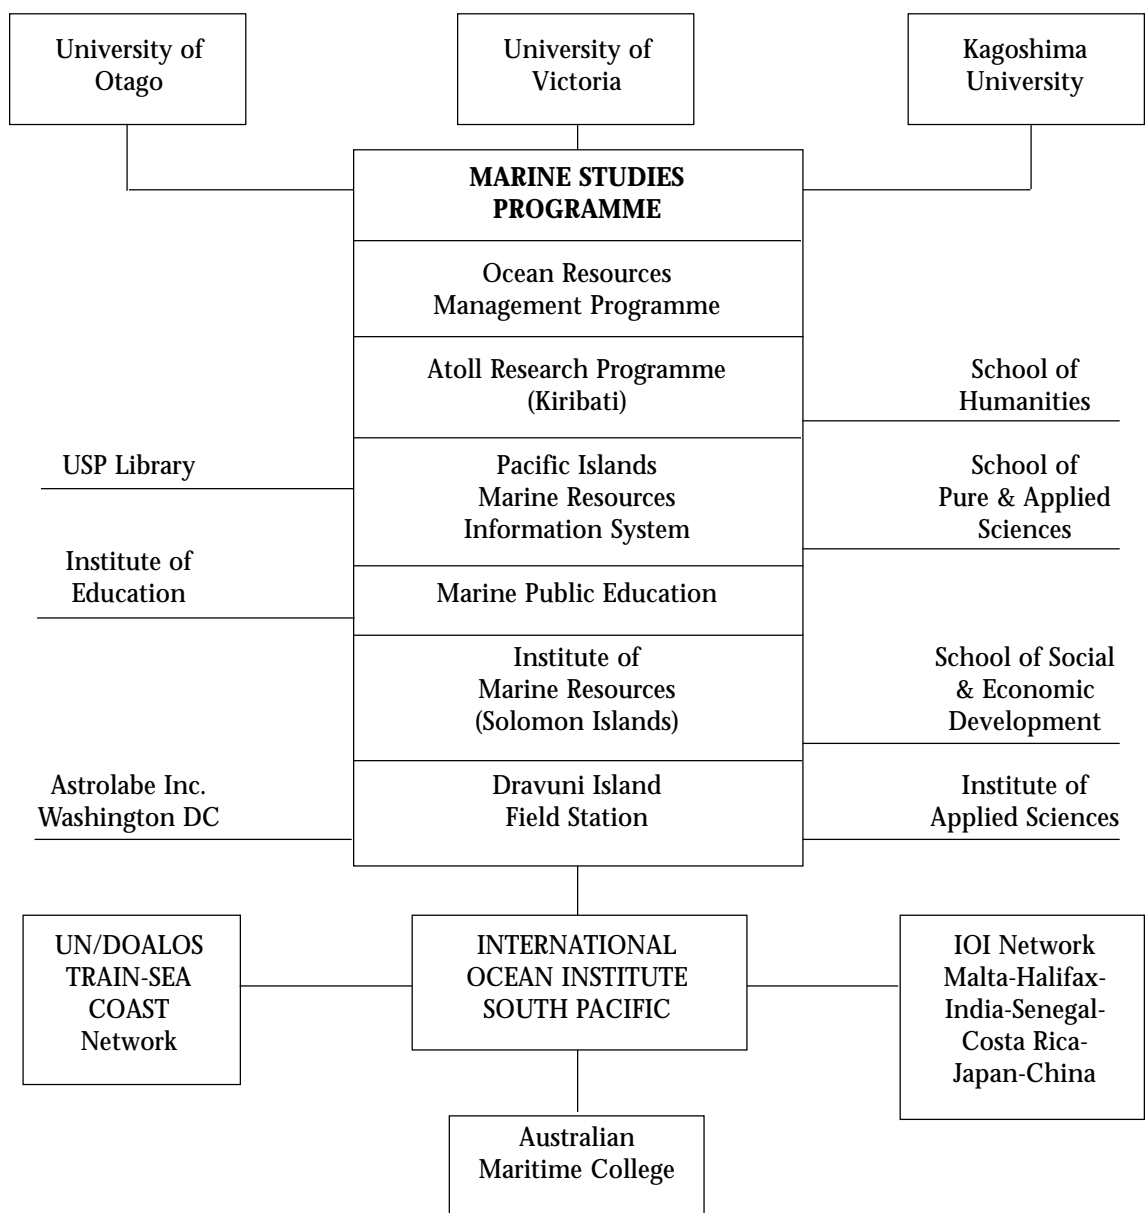 University of
Otago
University of
Victoria
Kagoshima
University
MARINE STUDIES
PROGRAMME
Ocean Resources
Management Programme
Atoll Research Programme
(Kiribati)
School of
Humanities
USP Library
Pacific Islands
Marine Resources
Information System
School of
Pure & Applied
Sciences
Institute of
Education
Marine Public Education
Institute of
Marine Resources
(Solomon Islands)
School of Social
& Economic
Development
Astrolabe Inc.
Washington DC
Dravuni Island
Field Station
Institute of
Applied Sciences
UN/DOALOS
TRAIN-SEA
COAST
Network
INTERNATIONAL
OCEAN INSTITUTE
SOUTH PACIFIC
IOI Network
Malta-Halifax-
India-Senegal-
Costa Rica-
Japan-China
Australian
Maritime College